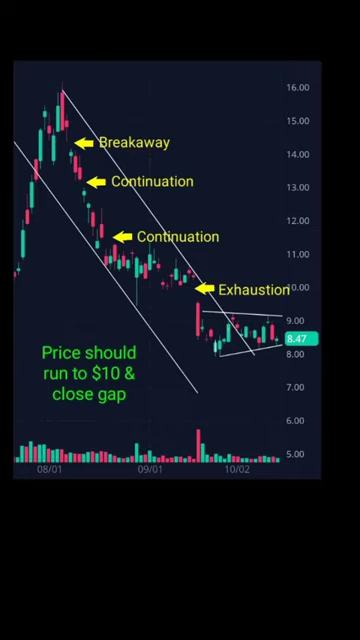 16.00
15.00
Breakaway
14.00
Continuation
13.00
12.00
Continuation
11.00
Exhaustion
10.00
9.00
8.47
Price should
run to $10 &
close gap
8.00
7.00
6.00
5.00
08/01
09/01
10/02